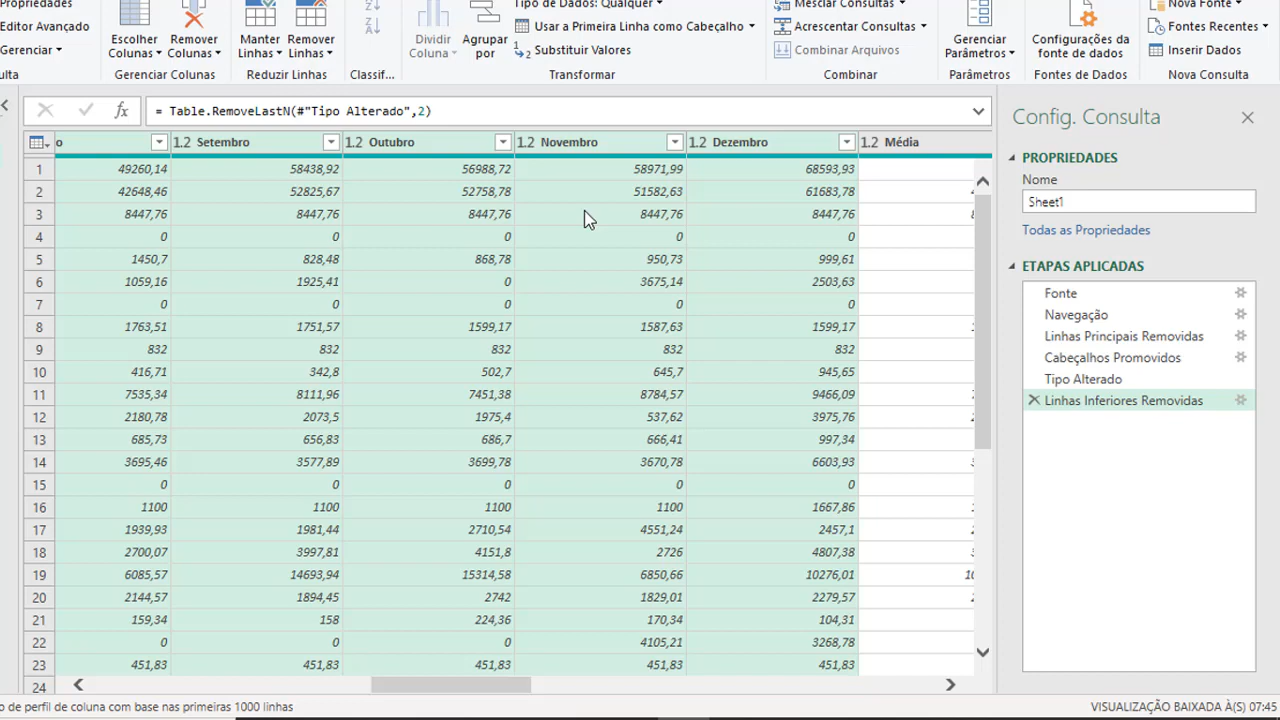 Propriedades
Editor Avançado
Gerenciar
sulta
Escolher
Colunas
Remover
Colunas
Gerenciar Colunas
Manter
Linhas
Remover
Linhas
Reduzir Linhas
Classif...
Dividir
Coluna
Agrupar
por
Tipo de Dados: Qualquer
Usar a Primeira Linha como Cabeçalho
Substituir Valores
Transformar
Mesclar Consultas
Acrescentar Consultas
Combinar Arquivos
Combinar
Gerenciar
Parâmetros
Parâmetros
Configurações da
fonte de dados
Fontes de Dados
Nova Fonte
Fontes Recentes
Inserir Dados
Nova Consulta
fx = Table.RemoveLastN(#"Tipo Alterado",2)
o 1.2 Setembro 1.2 Outubro 1.2 Novembro 1.2 Dezembro 1.2 Média
1 49260,14 58438,92 56988,72 58971,99 68593,93
2 42648,46 52825,67 52758,78 51582,63 61683,78
3 8447,76 8447,76 8447,76 8447,76 8447,76
4 0 0 0 0 0
5 1450,7 828,48 868,78 950,73 999,61
6 1059,16 1925,41 0 3675,14 2503,63
7 0 0 0 0 0
8 1763,51 1751,57 1599,17 1587,63 1599,17
9 832 832 832 832 832
10 416,71 342,8 502,7 645,7 945,65
11 7535,34 8111,96 7451,38 8784,57 9466,09
12 2180,78 2073,5 1975,4 537,62 3975,76
13 685,73 656,83 686,7 666,41 997,34
14 3695,46 3577,89 3699,78 3670,78 6603,93
15 0 0 0 0 0
16 1100 1100 1100 1100 1667,86
17 1939,93 1981,44 2710,54 4551,24 2457,1
18 2700,07 3997,81 4151,8 2726 4807,38
19 6085,57 14693,94 15314,58 6850,66 10276,01 10
20 2144,57 1894,45 2742 1829,01 2279,57
21 159,34 158 224,36 170,34 104,31
22 0 0 0 4105,21 3268,78
23 451,83 451,83 451,83 451,83 451,83
24
Config. Consulta
PROPRIEDADES
Nome
Sheet1
Todas as Propriedades
ETAPAS APLICADAS
Fonte
Navegação
Linhas Principais Removidas
Cabeçalhos Promovidos
Tipo Alterado
Linhas Inferiores Removidas
o de perfil de coluna com base nas primeiras 1000 linhas
VISUALIZAÇÃO BAIXADA À(S) 07:45